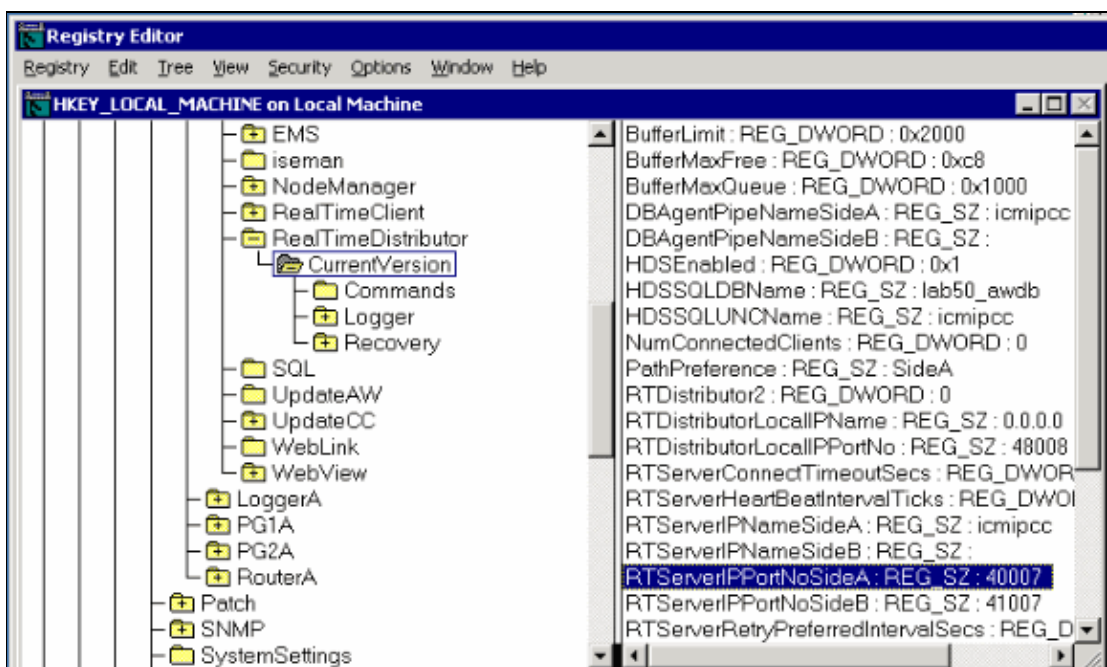 Registry Editor
Registry Edit Tree View Security Options Window Help
HKEY_LOCAL_MACHINE on Local Machine
EMS
iseman
NodeManager
RealTimeClient
RealTimeDistributor
CurrentVersion
Commands
Logger
Recovery
SQL
UpdateAW
UpdateCC
WebLink
WebView
LoggerA
PG1A
PG2A
RouterA
Patch
SNMP
SystemSettings
BufferLimit : REG_DWORD : 0x2000
BufferMaxFree : REG_DWORD : 0xc8
BufferMaxQueue : REG_DWORD : 0x1000
DBAgentPipeNameSideA : REG_SZ : icmipcc
DBAgentPipeNameSideB : REG_SZ :
HDSEnabled : REG_DWORD : 0x1
HDSSQLDBName : REG_SZ : lab50_awdb
HDSSQLUNCName : REG_SZ : icmipcc
NumConnectedClients : REG_DWORD : 0
PathPreference : REG_SZ : SideA
RTDistributor2 : REG_DWORD : 0
RTDistributorLocalIPName : REG_SZ : 0.0.0.0
RTDistributorLocalIPPortNo : REG_SZ : 48008
RTServerConnectTimeoutSecs : REG_DWOR
RTServerHeartBeatIntervalTicks : REG_DWO
RTServerIPNameSideA : REG_SZ : icmipcc
RTServerIPNameSideB : REG_SZ :
RTServerIPPortNoSideA : REG_SZ : 40007
RTServerIPPortNoSideB : REG_SZ : 41007
RTServerRetryPreferredIntervalSecs : REG_D